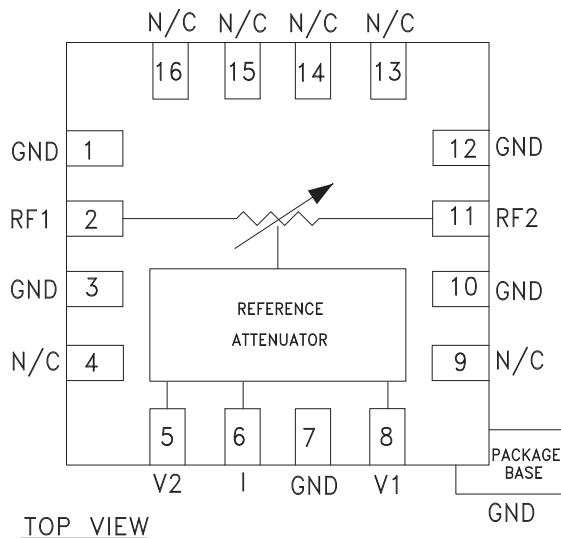 N/C N/C N/C N/C
16 15 14 13
GND 1 12 GND
RF1 2 11 RF2
GND 3 10 GND
REFERENCE
ATTENUATOR
N/C 4 9 N/C
5 6 7 8
V2 I GND V1
PACKAGE
BASE
GND
TOP VIEW